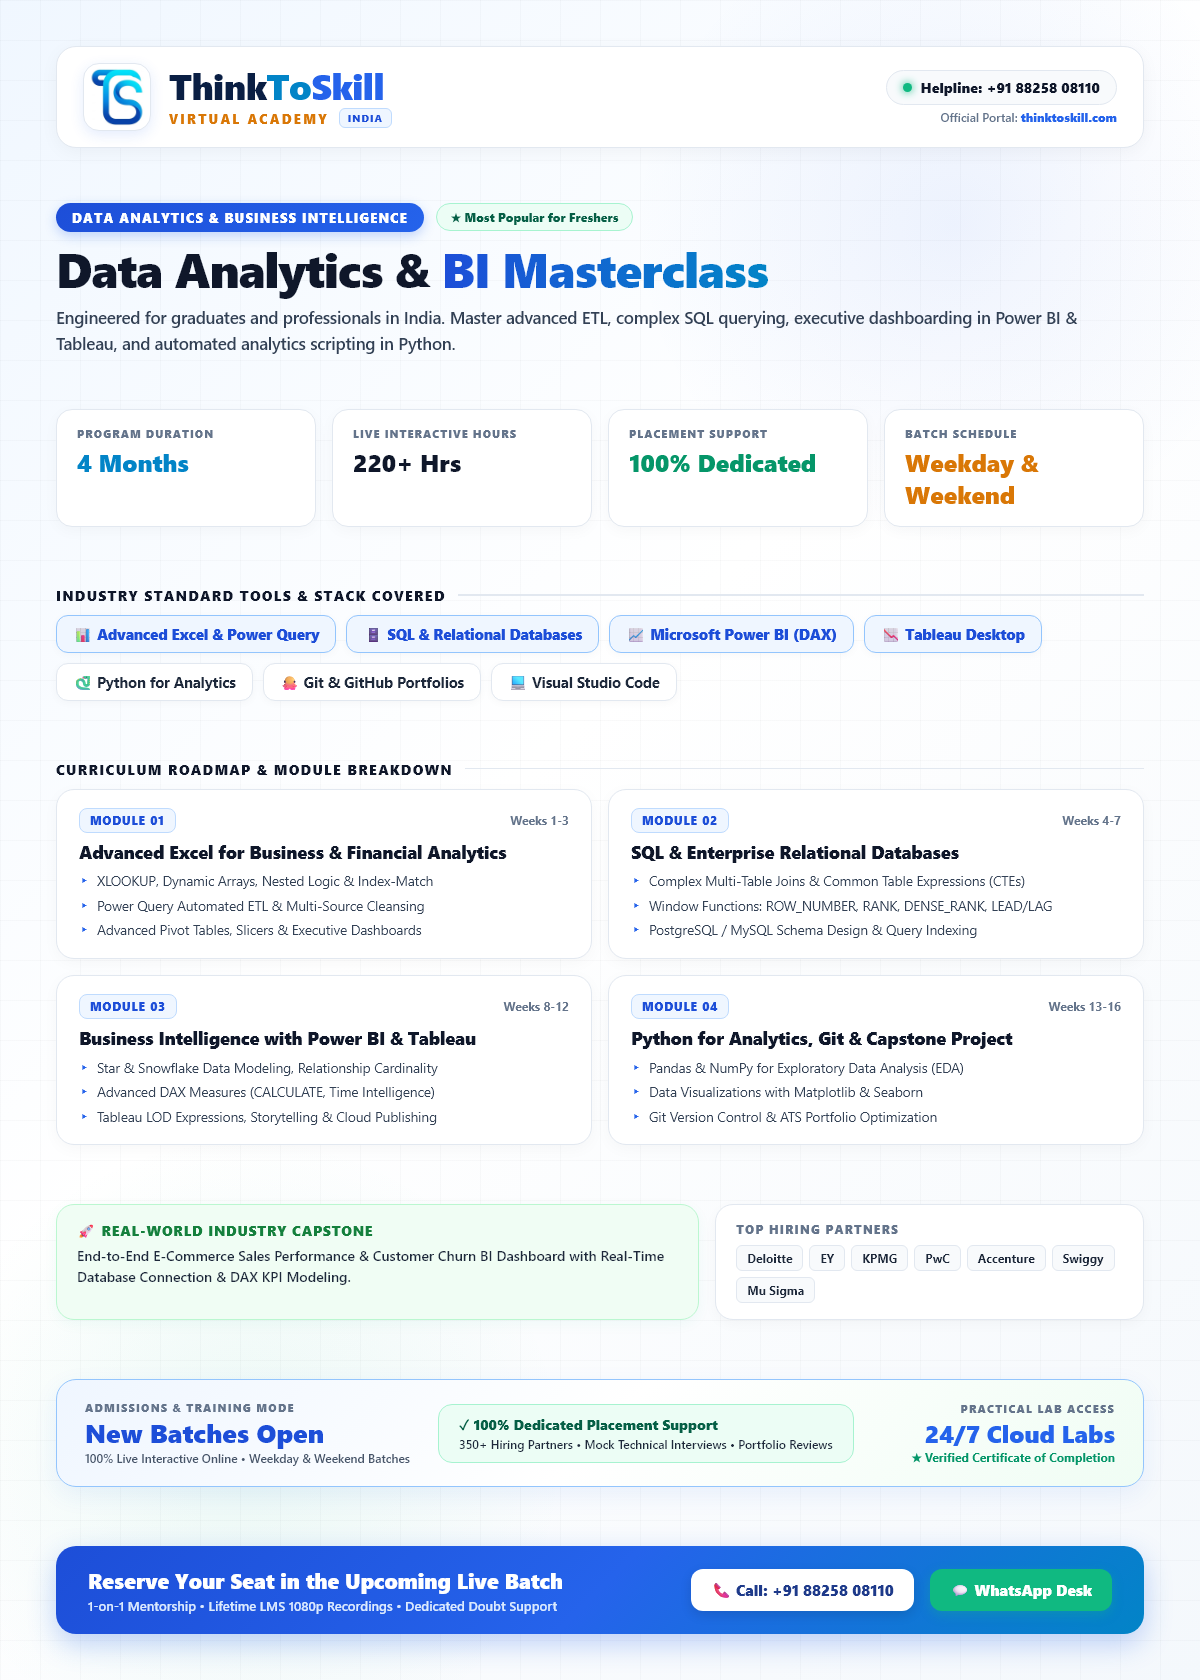 ThinkToSkill
VIRTUAL ACADEMY INDIA
Helpline: +91 88258 08110
Official Portal: thinktoskill.com
DATA ANALYTICS & BUSINESS INTELLIGENCE
★ Most Popular for Freshers
Data Analytics & BI Masterclass
Engineered for graduates and professionals in India. Master advanced ETL, complex SQL querying, executive dashboarding in Power BI &
Tableau, and automated analytics scripting in Python.
PROGRAM DURATION
4 Months
LIVE INTERACTIVE HOURS
220+ Hrs
PLACEMENT SUPPORT
100% Dedicated
BATCH SCHEDULE
Weekday &
Weekend
INDUSTRY STANDARD TOOLS & STACK COVERED
Advanced Excel & Power Query
SQL & Relational Databases
Microsoft Power BI (DAX)
Tableau Desktop
Python for Analytics
Git & GitHub Portfolios
Visual Studio Code
CURRICULUM ROADMAP & MODULE BREAKDOWN
MODULE 01
Weeks 1-3
Advanced Excel for Business & Financial Analytics
‣ XLOOKUP, Dynamic Arrays, Nested Logic & Index-Match
‣ Power Query Automated ETL & Multi-Source Cleansing
‣ Advanced Pivot Tables, Slicers & Executive Dashboards
MODULE 02
Weeks 4-7
SQL & Enterprise Relational Databases
‣ Complex Multi-Table Joins & Common Table Expressions (CTEs)
‣ Window Functions: ROW_NUMBER, RANK, DENSE_RANK, LEAD/LAG
‣ PostgreSQL / MySQL Schema Design & Query Indexing
MODULE 03
Weeks 8-12
Business Intelligence with Power BI & Tableau
‣ Star & Snowflake Data Modeling, Relationship Cardinality
‣ Advanced DAX Measures (CALCULATE, Time Intelligence)
‣ Tableau LOD Expressions, Storytelling & Cloud Publishing
MODULE 04
Weeks 13-16
Python for Analytics, Git & Capstone Project
‣ Pandas & NumPy for Exploratory Data Analysis (EDA)
‣ Data Visualizations with Matplotlib & Seaborn
‣ Git Version Control & ATS Portfolio Optimization
🚀 REAL-WORLD INDUSTRY CAPSTONE
End-to-End E-Commerce Sales Performance & Customer Churn BI Dashboard with Real-Time
Database Connection & DAX KPI Modeling.
TOP HIRING PARTNERS
Deloitte EY KPMG PwC Accenture Swiggy
Mu Sigma
ADMISSIONS & TRAINING MODE
New Batches Open
100% Live Interactive Online • Weekday & Weekend Batches
✓ 100% Dedicated Placement Support
350+ Hiring Partners • Mock Technical Interviews • Portfolio Reviews
PRACTICAL LAB ACCESS
24/7 Cloud Labs
★ Verified Certificate of Completion
Reserve Your Seat in the Upcoming Live Batch
1-on-1 Mentorship • Lifetime LMS 1080p Recordings • Dedicated Doubt Support
📞 Call: +91 88258 08110
💬 WhatsApp Desk